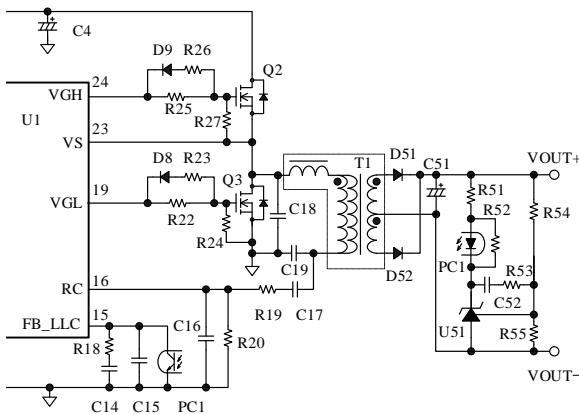 C4
D9 R26
24
Q2
VGH
R25
U1
R27
23
VS
D8 R23
19
Q3
VGL
R22
R24
C18
C19
T1
D51
C51
VOUT+
R51
R52
R54
PC1
D52
R53
C52
U51
R55
VOUT−
16
RC
R19
C17
15
FB_LLC
C16
R18
R20
C14 C15 PC1